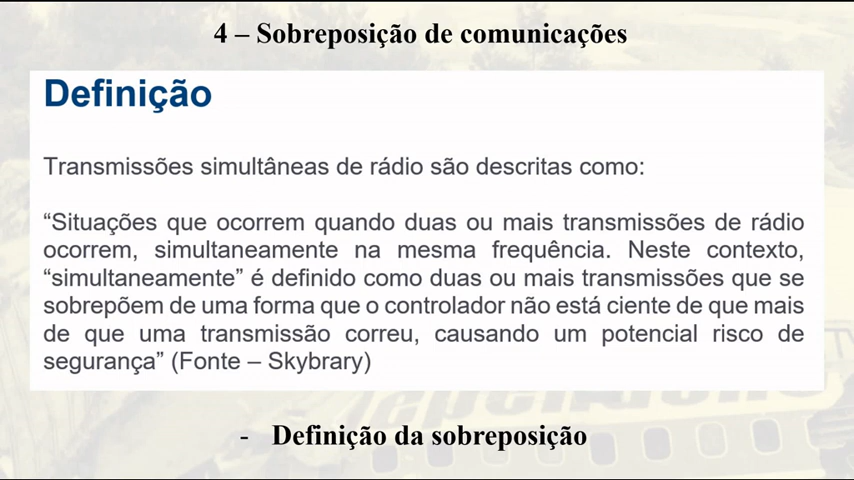 4 – Sobreposição de comunicações
Definição
Transmissões simultâneas de rádio são descritas como:
“Situações que ocorrem quando duas ou mais transmissões de rádio
ocorrem, simultaneamente na mesma frequência. Neste contexto,
“simultaneamente” é definido como duas ou mais transmissões que se
sobrepõem de uma forma que o controlador não está ciente de que mais
de que uma transmissão correu, causando um potencial risco de
segurança” (Fonte – Skybrary)
- Definição da sobreposição